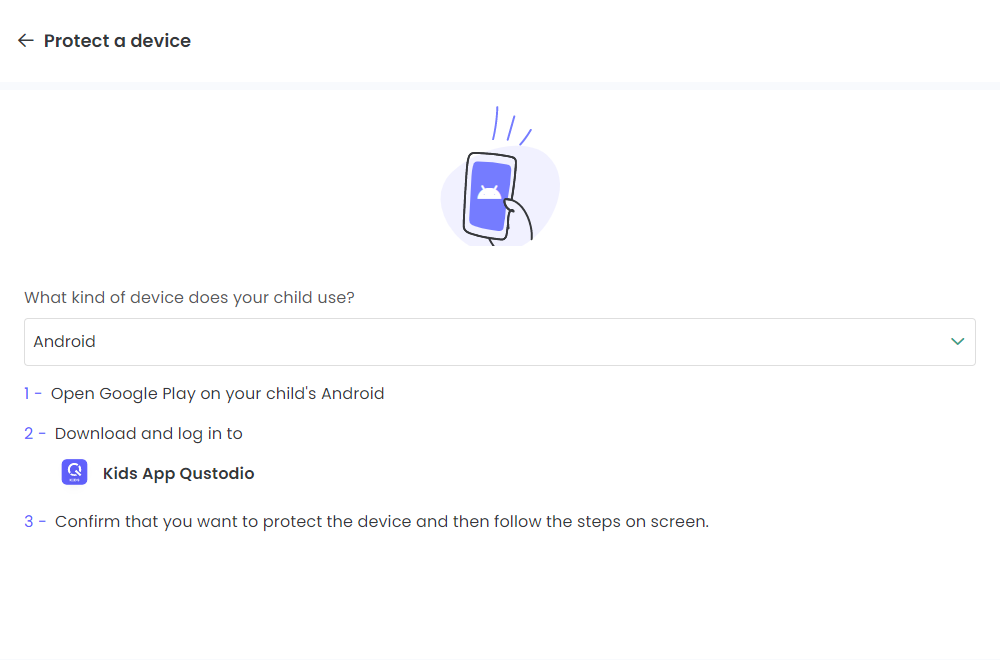 Protect a device
What kind of device does your child use?
Android
1 - Open Google Play on your child's Android
2 - Download and log in to
Kids App Qustodio
3 - Confirm that you want to protect the device and then follow the steps on screen.